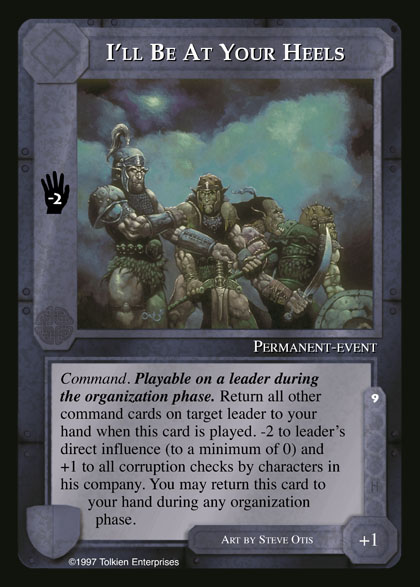 I'll Be At Your Heels
-2
Permanent-event
Command. Playable on a leader during
the organization phase. Return all other
command cards on target leader to your
hand when this card is played. -2 to leader's
direct influence (to a minimum of 0) and
+1 to all corruption checks by characters in
his company. You may return this card to
your hand during any organization
phase.
9
H
Art by Steve Otis
+1
©1997 Tolkien Enterprises